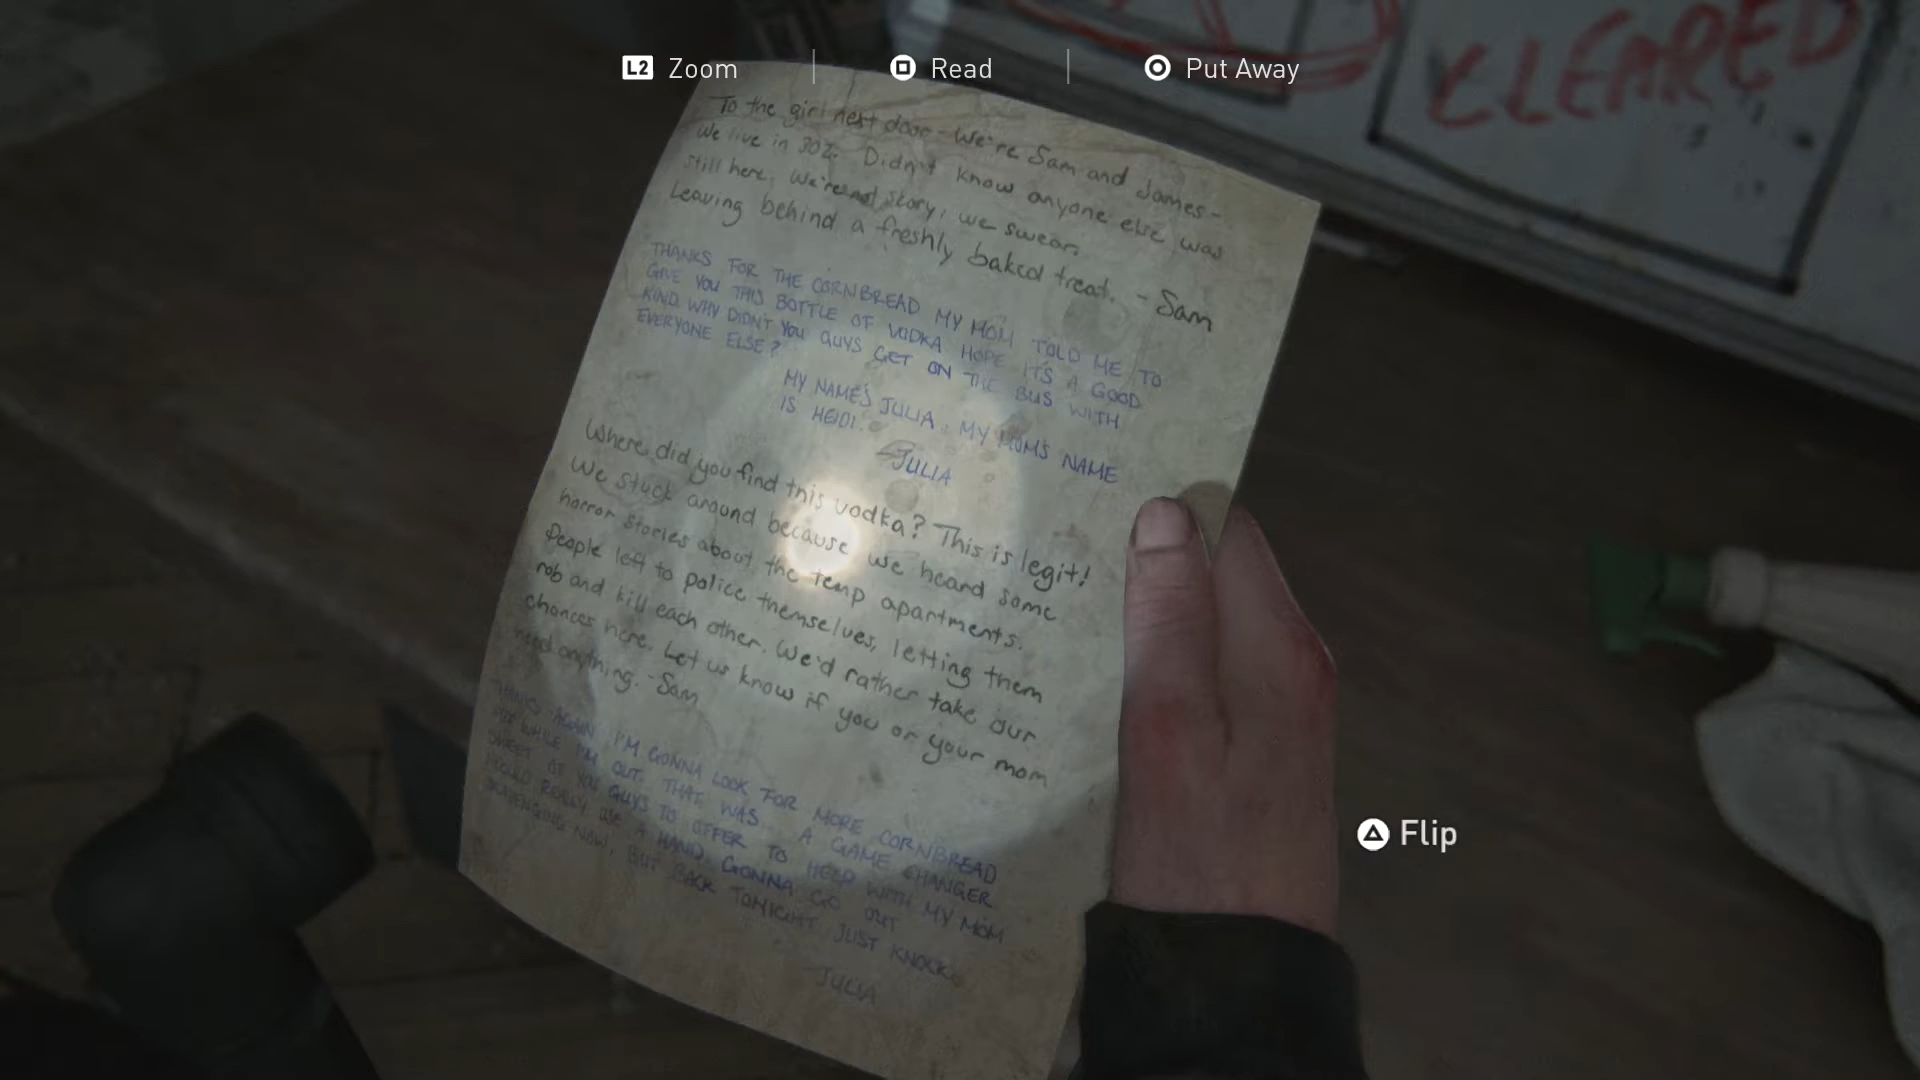 L2 Zoom
Read
Put Away
CLEARED
To the girl next door - We're Sam and James -
We live in 302. Didn't know anyone else was
still here. We're not scary, we swear.
Leaving behind a freshly baked treat. - Sam
THANKS FOR THE CORNBREAD MY MOM TOLD ME TO
GIVE YOU THIS BOTTLE OF VODKA HOPE IT'S A GOOD
KIND. WHY DIDN'T YOU GUYS GET ON THE BUS WITH
EVERYONE ELSE?
MY NAME'S JULIA. MY MOM'S NAME
IS HEIDI.
JULIA
Where did you find this vodka? This is legit!
We stuck around because we heard some
horror stories about the temp apartments.
People left to police themselves, letting them
rob and kill each other. We'd rather take our
chances here. Let us know if you or your mom
need anything. - Sam
THANKS AGAIN. I'M GONNA LOOK FOR MORE CORNBREAD
MIX WHILE I'M OUT. THAT WAS A GAME CHANGER
SWEET OF YOU GUYS TO OFFER TO HELP WITH MY MOM
COULD REALLY USE A HAND. GONNA GO OUT
SCAVENGING NOW, BUT BACK TONIGHT JUST KNOCK.
JULIA
Flip